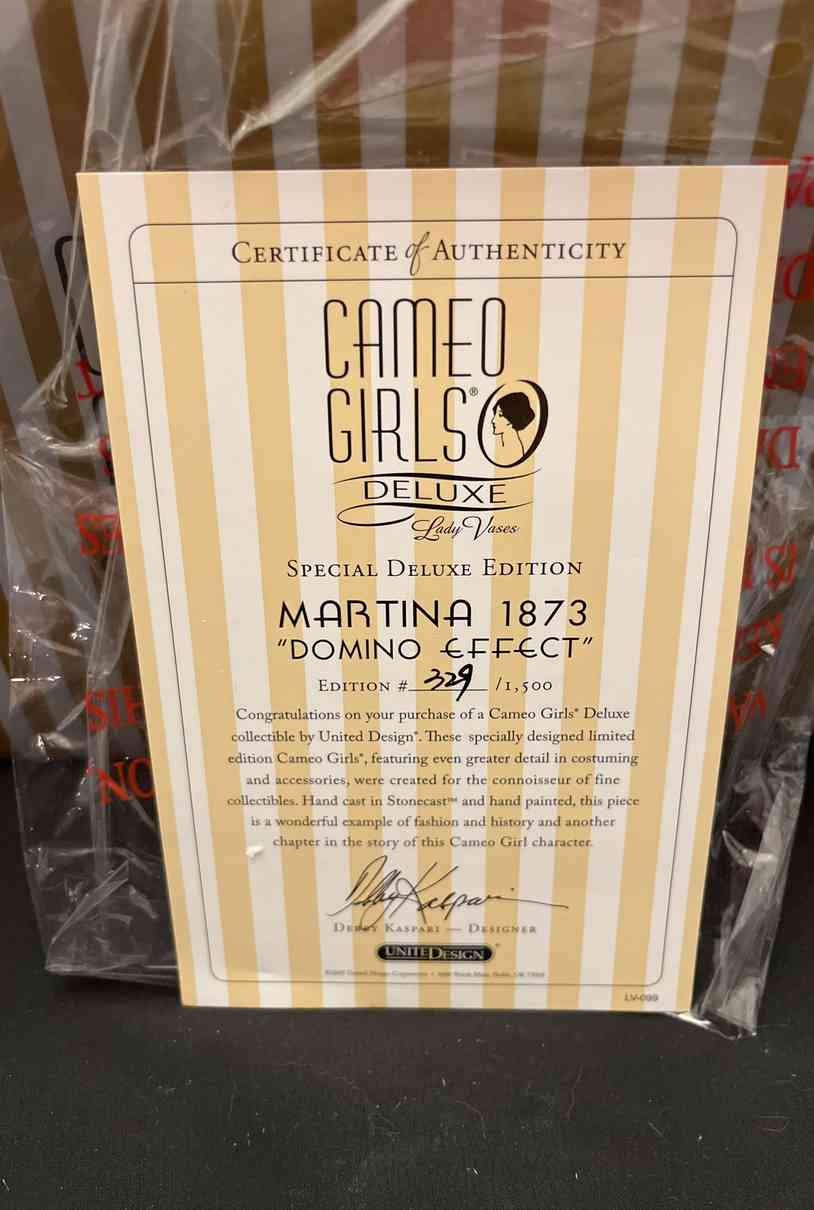 CERTIFICATE of AUTHENTICITY
CAMEO
GIRLS®
DELUXE
Lady Vases
SPECIAL DELUXE EDITION
MARTINA 1873
"DOMINO EFFECT"
EDITION # 329 /1,500
Congratulations on your purchase of a Cameo Girls® Deluxe
collectible by United Design®. These specially designed limited
edition Cameo Girls®, featuring even greater detail in costuming
and accessories, were created for the connoisseur of fine
collectibles. Hand cast in Stonecast™ and hand painted, this piece
is a wonderful example of fashion and history and another
chapter in the story of this Cameo Girl character.
Debby Kaspari
DEBBY KASPARI — DESIGNER
UNITEDESIGN®
United Design Corporation
LV-099